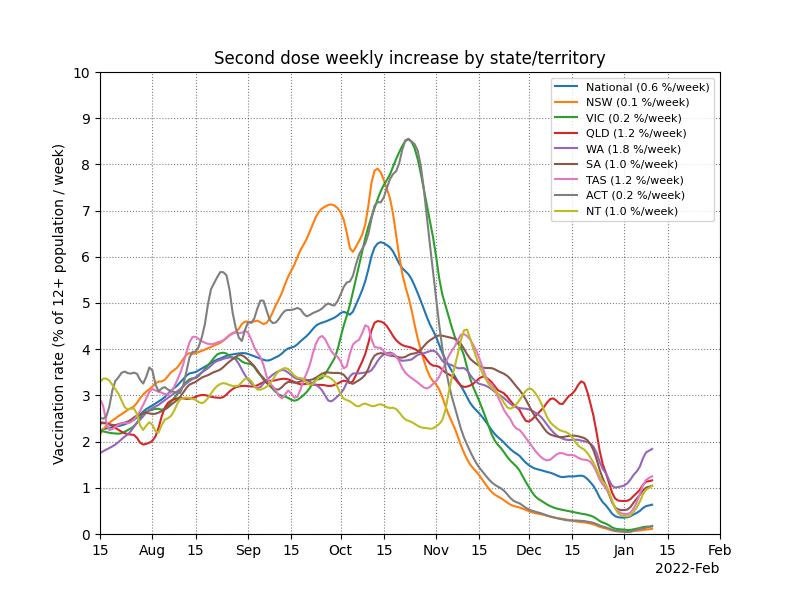 Second dose weekly increase by state/territory
Vaccination rate (% of 12+ population / week)
10
9
8
7
6
5
4
3
2
1
0
National (0.6 %/week)
NSW (0.1 %/week)
VIC (0.2 %/week)
QLD (1.2 %/week)
WA (1.8 %/week)
SA (1.0 %/week)
TAS (1.2 %/week)
ACT (0.2 %/week)
NT (1.0 %/week)
15 Aug 15 Sep 15 Oct 15 Nov 15 Dec 15 Jan 15 Feb
2022-Feb